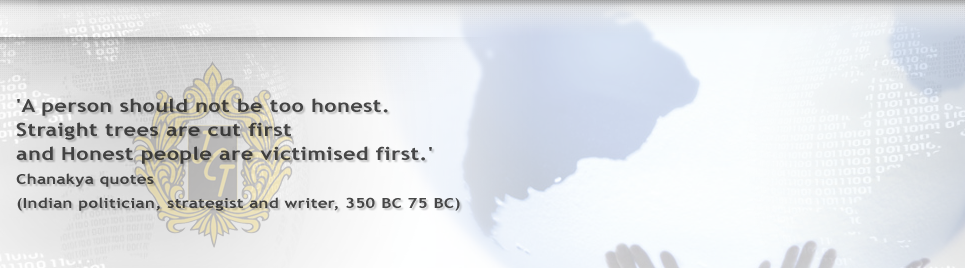 'A person should not be too honest.
Straight trees are cut first
and Honest people are victimised first.'
Chanakya quotes
(Indian politician, strategist and writer, 350 BC 75 BC)